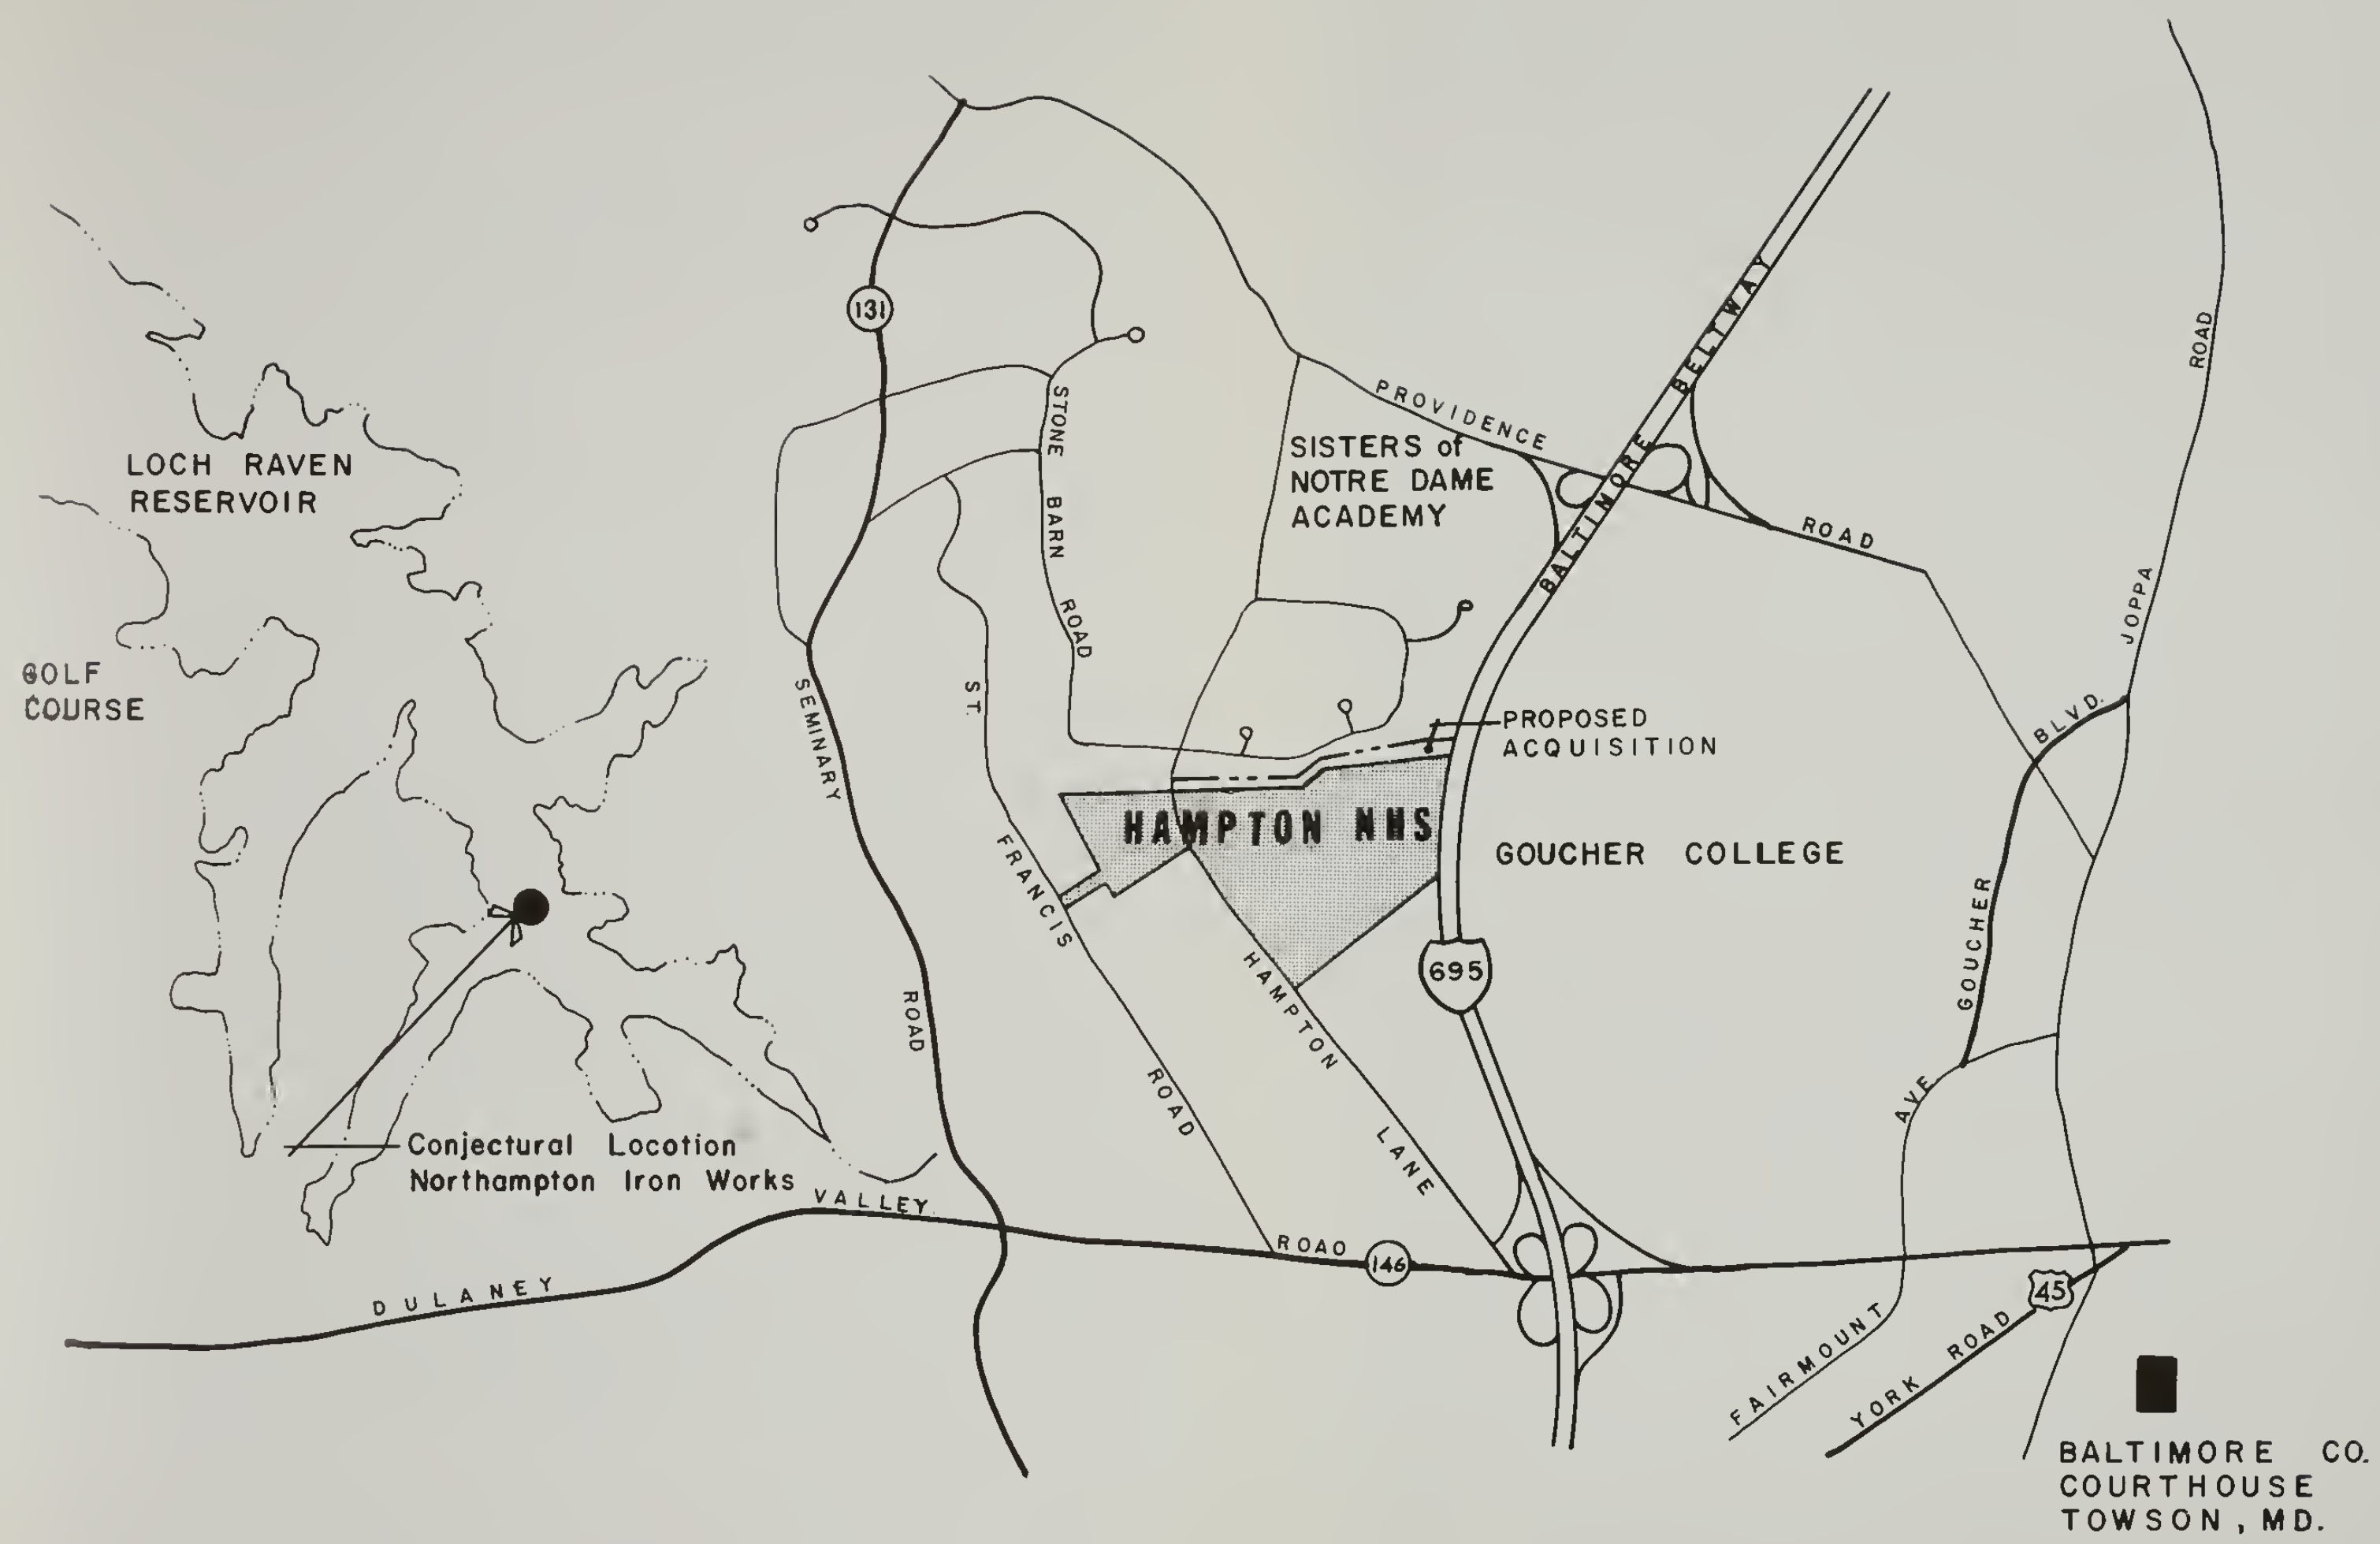 131
LOCH RAVEN
RESERVOIR
GOLF
COURSE
STONE BARN ROAD
PROVIDENCE ROAD
BALTIMORE BELTWAY
SISTERS of
NOTRE DAME
ACADEMY
JOPPA ROAD
SEMINARY ROAD
ST. FRANCIS ROAD
PROPOSED
ACQUISITION
HAMPTON NHS
GOUCHER COLLEGE
GOUCHER BLVD.
695
HAMPTON LANE
Conjectural Locotion
Northampton Iron Works
DULANEY VALLEY ROAD
146
FAIRMOUNT AVE.
YORK ROAD
45
BALTIMORE CO.
COURTHOUSE
TOWSON, MD.